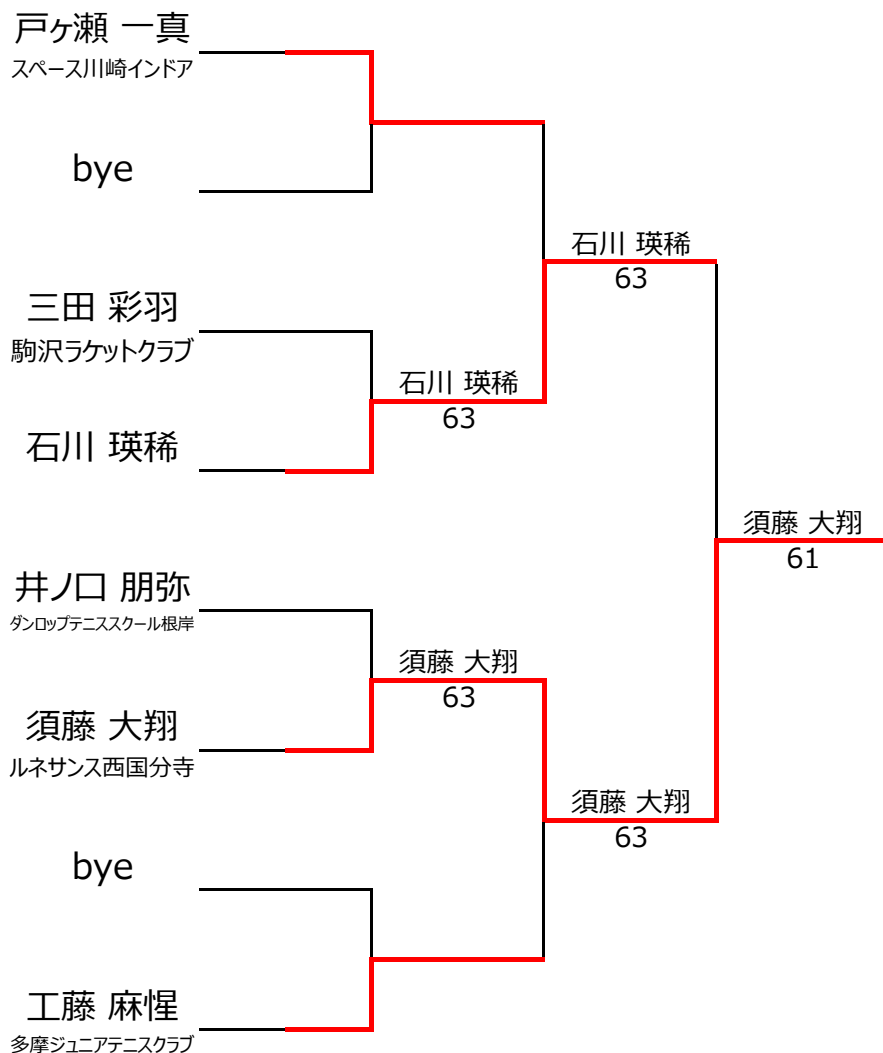 戸ヶ瀬 一真
スペース川崎インドア
bye
石川 瑛稀
63
三田 彩羽
駒沢ラケットクラブ
石川 瑛稀
63
石川 瑛稀
須藤 大翔
61
井ノ口 朋弥
ダンロップテニススクール根岸
須藤 大翔
63
須藤 大翔
ルネサンス西国分寺
須藤 大翔
63
bye
工藤 麻惺
多摩ジュニアテニスクラブ